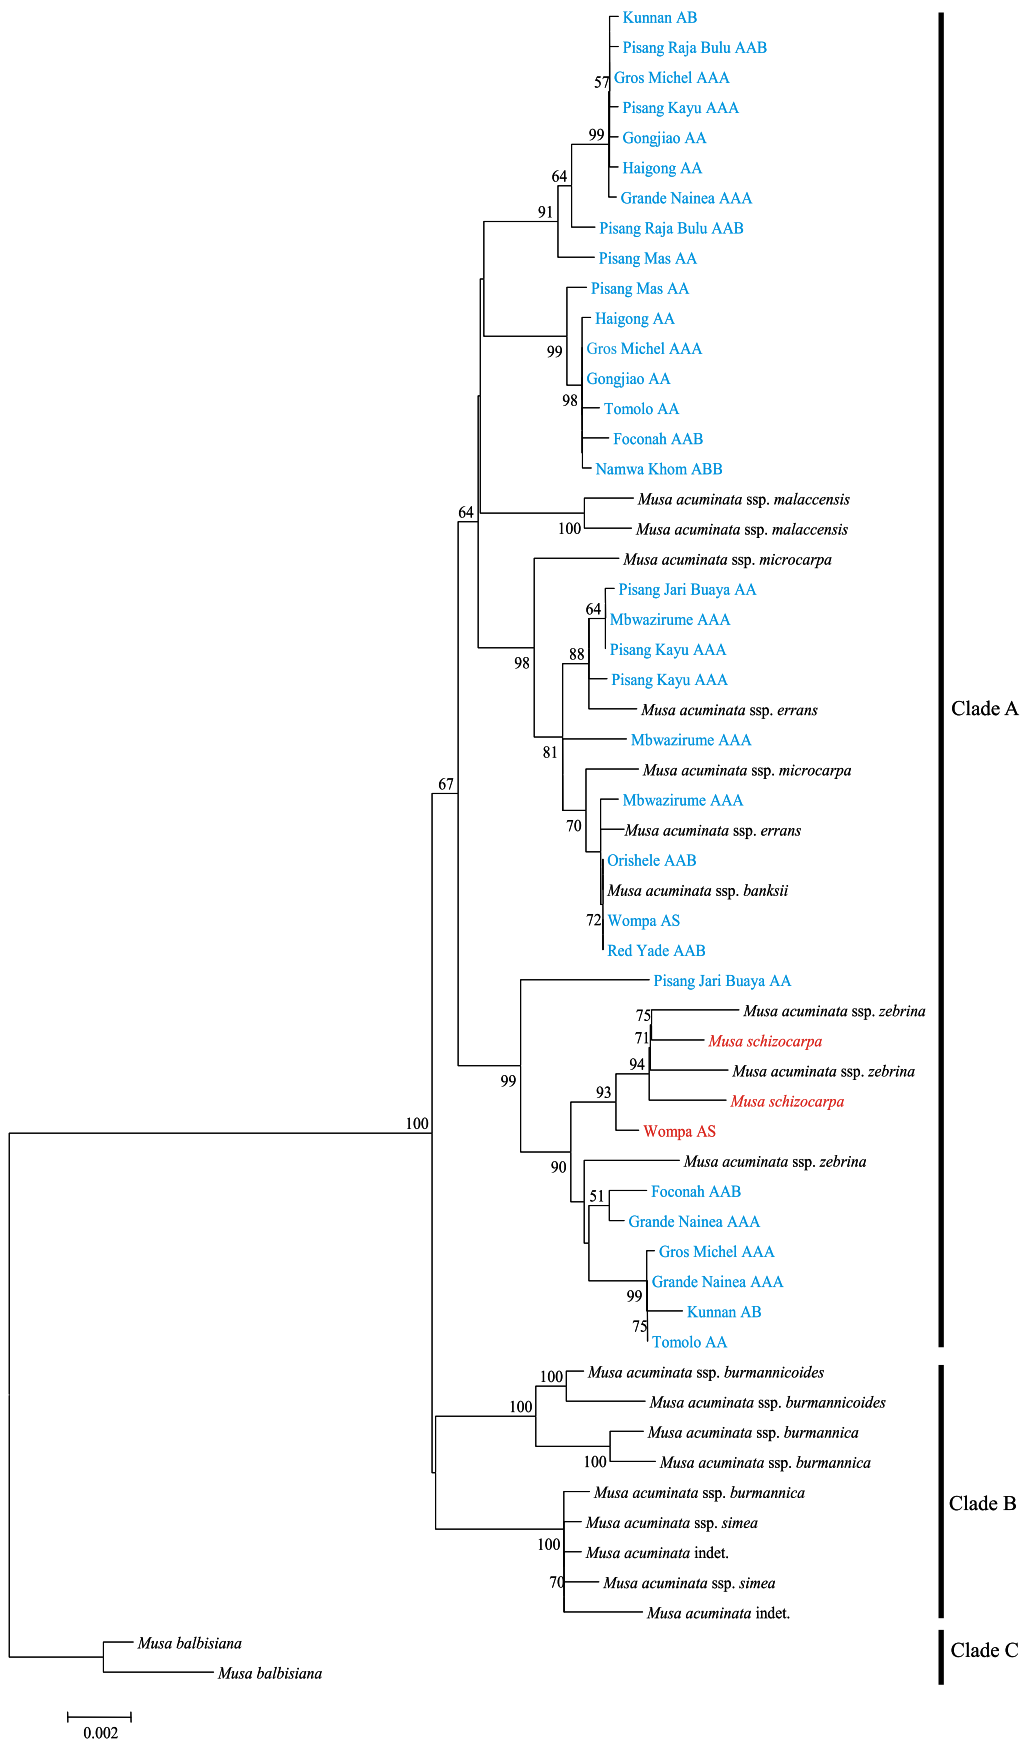 Kunnan AB
Pisang Raja Bulu AAB
Gros Michel AAA
57
Pisang Kayu AAA
99
Gongjiao AA
Haigong AA
64
Grande Nainea AAA
91
Pisang Raja Bulu AAB
Pisang Mas AA
Pisang Mas AA
Haigong AA
99
Gros Michel AAA
Gongjiao AA
98
Tomolo AA
Foconah AAB
Namwa Khom ABB
Musa acuminata ssp. malaccensis
64
100
Musa acuminata ssp. malaccensis
Musa acuminata ssp. microcarpa
Pisang Jari Buaya AA
64
Mbwazirume AAA
88
Pisang Kayu AAA
98
Pisang Kayu AAA
Musa acuminata ssp. errans
Clade A
Mbwazirume AAA
81
Musa acuminata ssp. microcarpa
67
Mbwazirume AAA
70
Musa acuminata ssp. errans
Orishele AAB
Musa acuminata ssp. banksii
72
Wompa AS
Red Yade AAB
Pisang Jari Buaya AA
Musa acuminata ssp. zebrina
75
71
Musa schizocarpa
94
Musa acuminata ssp. zebrina
99
93
Musa schizocarpa
100
Wompa AS
90
Musa acuminata ssp. zebrina
51
Foconah AAB
Grande Nainea AAA
Gros Michel AAA
Grande Nainea AAA
99
Kunnan AB
75
Tomolo AA
100
Musa acuminata ssp. burmannicoides
100
Musa acuminata ssp. burmannicoides
Musa acuminata ssp. burmannica
100
Musa acuminata ssp. burmannica
Musa acuminata ssp. burmannica
Clade B
Musa acuminata ssp. simea
100
Musa acuminata indet.
70
Musa acuminata ssp. simea
Musa acuminata indet.
Musa balbisiana
Clade C
Musa balbisiana
0.002